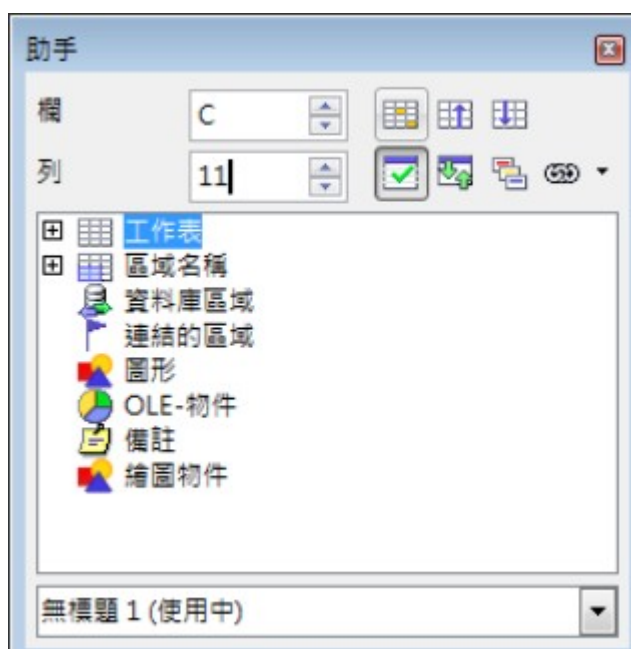 助手
欄 C
列 11
工作表
區域名稱
資料庫區域
連結的區域
圖形
OLE-物件
備註
繪圖物件
無標題 1 (使用中)